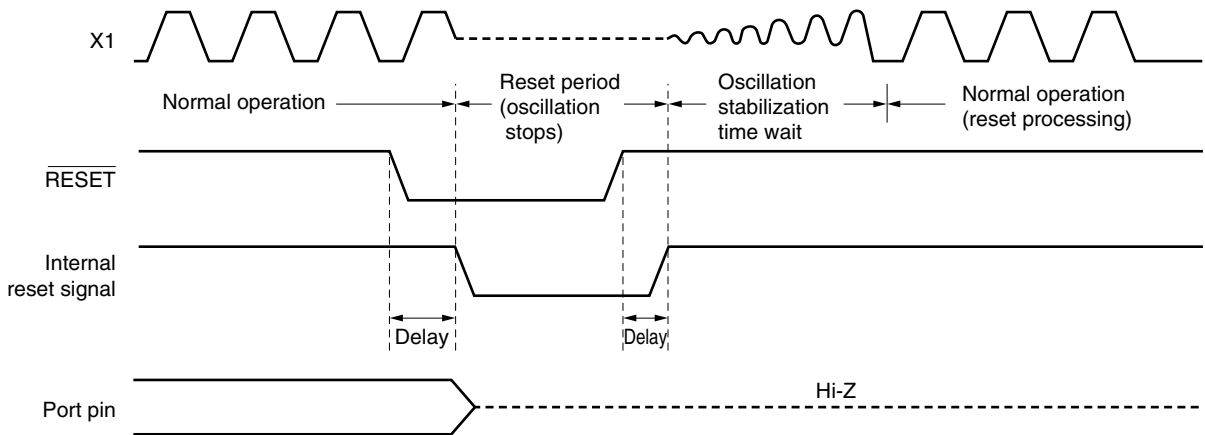 X1
Normal operation
Reset period
(oscillation
stops)
Oscillation
stabilization
time wait
Normal operation
(reset processing)
RESET
Internal
reset signal
Delay
Delay
Port pin
Hi-Z